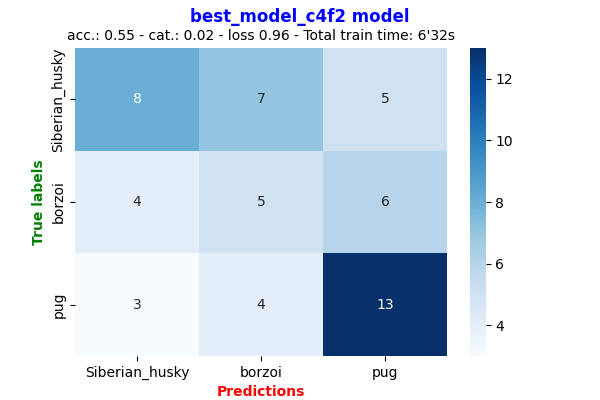 best_model_c4f2 model
acc.: 0.55 - cat.: 0.02 - loss 0.96 - Total train time: 6'32s
True labels
Siberian_husky
8 7 5
borzoi
4 5 6
pug
3 4 13
Siberian_husky borzoi pug
Predictions
12
10
8
6
4